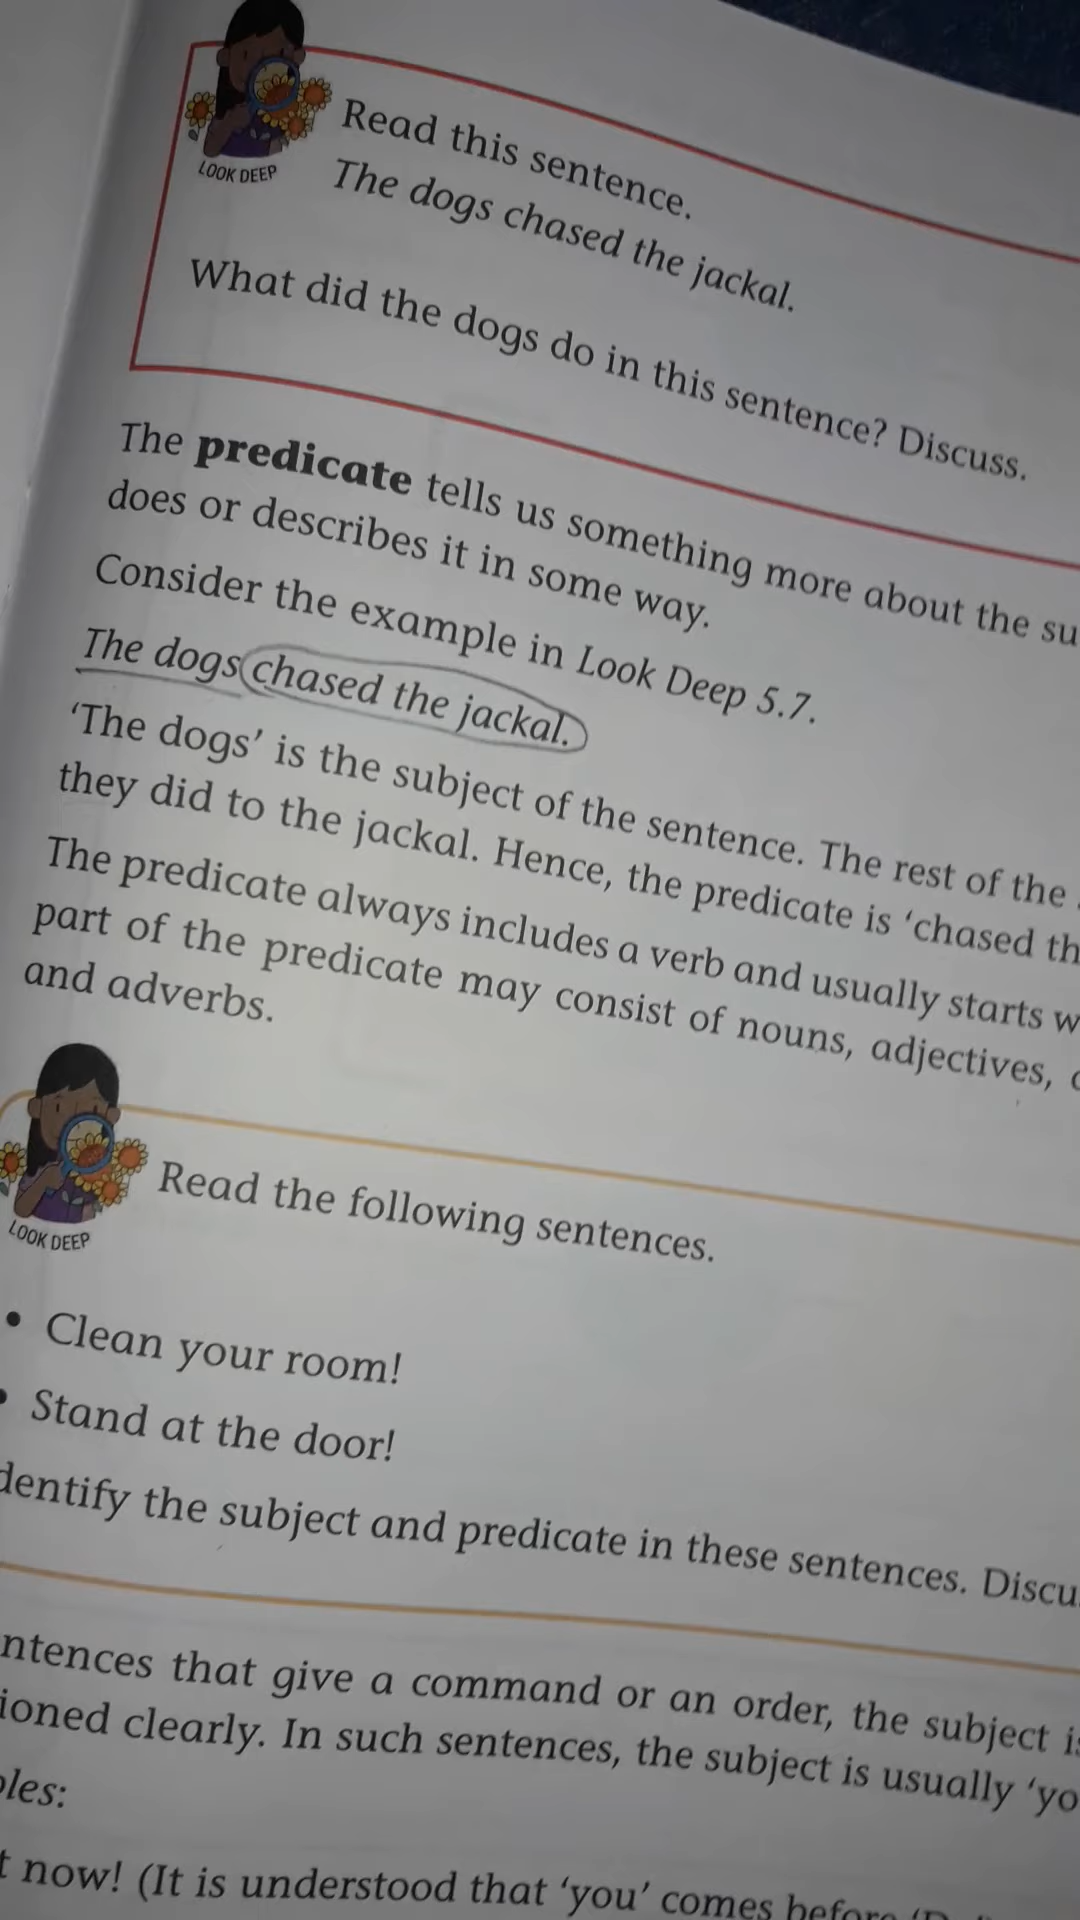 LOOK DEEP
Read this sentence.
The dogs chased the jackal.
What did the dogs do in this sentence? Discuss.
The predicate tells us something more about the su
does or describes it in some way.
Consider the example in Look Deep 5.7.
The dogs chased the jackal.
‘The dogs’ is the subject of the sentence. The rest of the
they did to the jackal. Hence, the predicate is ‘chased th
The predicate always includes a verb and usually starts w
part of the predicate may consist of nouns, adjectives,
and adverbs.
LOOK DEEP
Read the following sentences.
• Clean your room!
• Stand at the door!
dentify the subject and predicate in these sentences. Discu
ntences that give a command or an order, the subject is
ioned clearly. In such sentences, the subject is usually ‘yo
ples:
t now! (It is understood that ‘you’ comes before